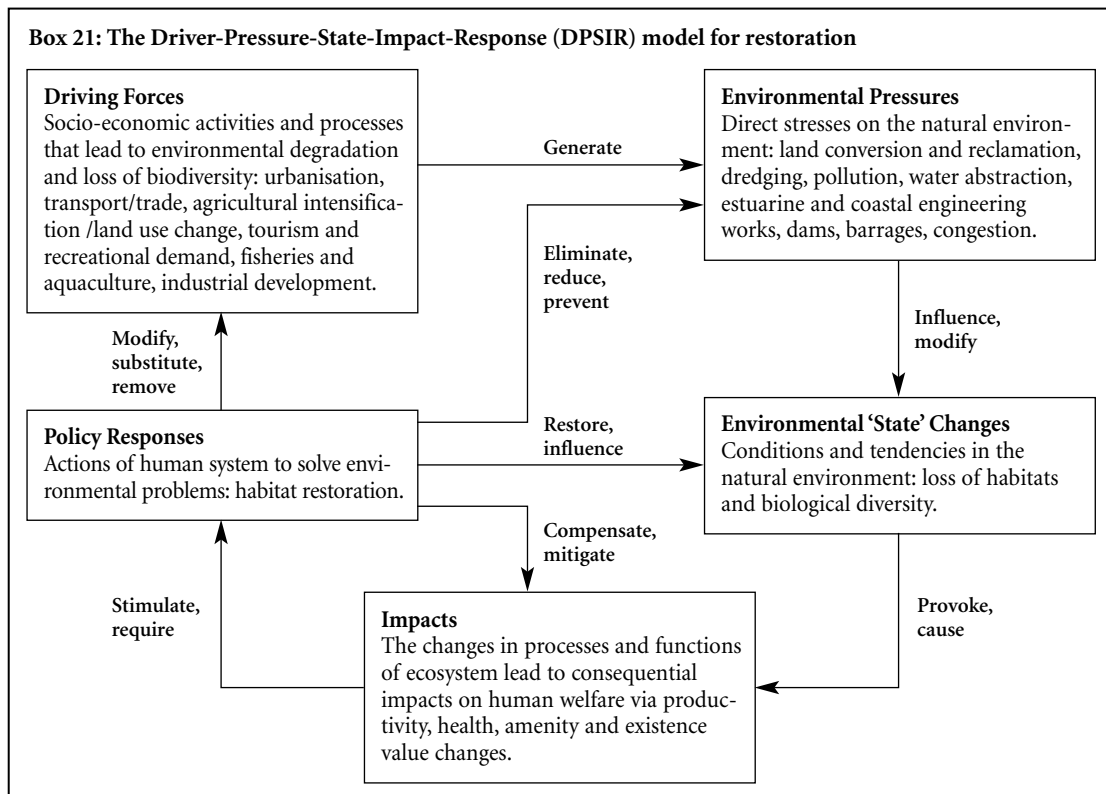 Box 21: The Driver-Pressure-State-Impact-Response (DPSIR) model for restoration
Driving Forces
Socio-economic activities and processes
that lead to environmental degradation
and loss of biodiversity: urbanisation,
transport/trade, agricultural intensifica-
tion /land use change, tourism and
recreational demand, fisheries and
aquaculture, industrial development.
Generate
Environmental Pressures
Direct stresses on the natural environ-
ment: land conversion and reclamation,
dredging, pollution, water abstraction,
estuarine and coastal engineering
works, dams, barrages, congestion.
Eliminate,
reduce,
prevent
Modify,
substitute,
remove
Influence,
modify
Policy Responses
Actions of human system to solve envi-
ronmental problems: habitat restoration.
Restore,
influence
Environmental ‘State’ Changes
Conditions and tendencies in the
natural environment: loss of habitats
and biological diversity.
Compensate,
mitigate
Stimulate,
require
Provoke,
cause
Impacts
The changes in processes and functions
of ecosystem lead to consequential
impacts on human welfare via produc-
tivity, health, amenity and existence
value changes.